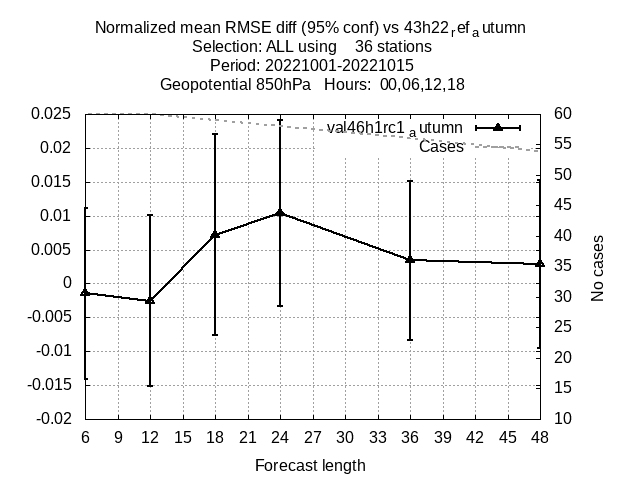 Normalized mean RMSE diff (95% conf) vs 43h22refautumn
Selection: ALL using 36 stations
Period: 20221001-20221015
Geopotential 850hPa Hours: 00,06,12,18
0.025
0.02
0.015
0.01
0.005
0
-0.005
-0.01
-0.015
-0.02
val46h1rc1autumn
Cases
60
55
50
45
40
35
30
25
20
15
10
No cases
6 9 12 15 18 21 24 27 30 33 36 39 42 45 48
Forecast length